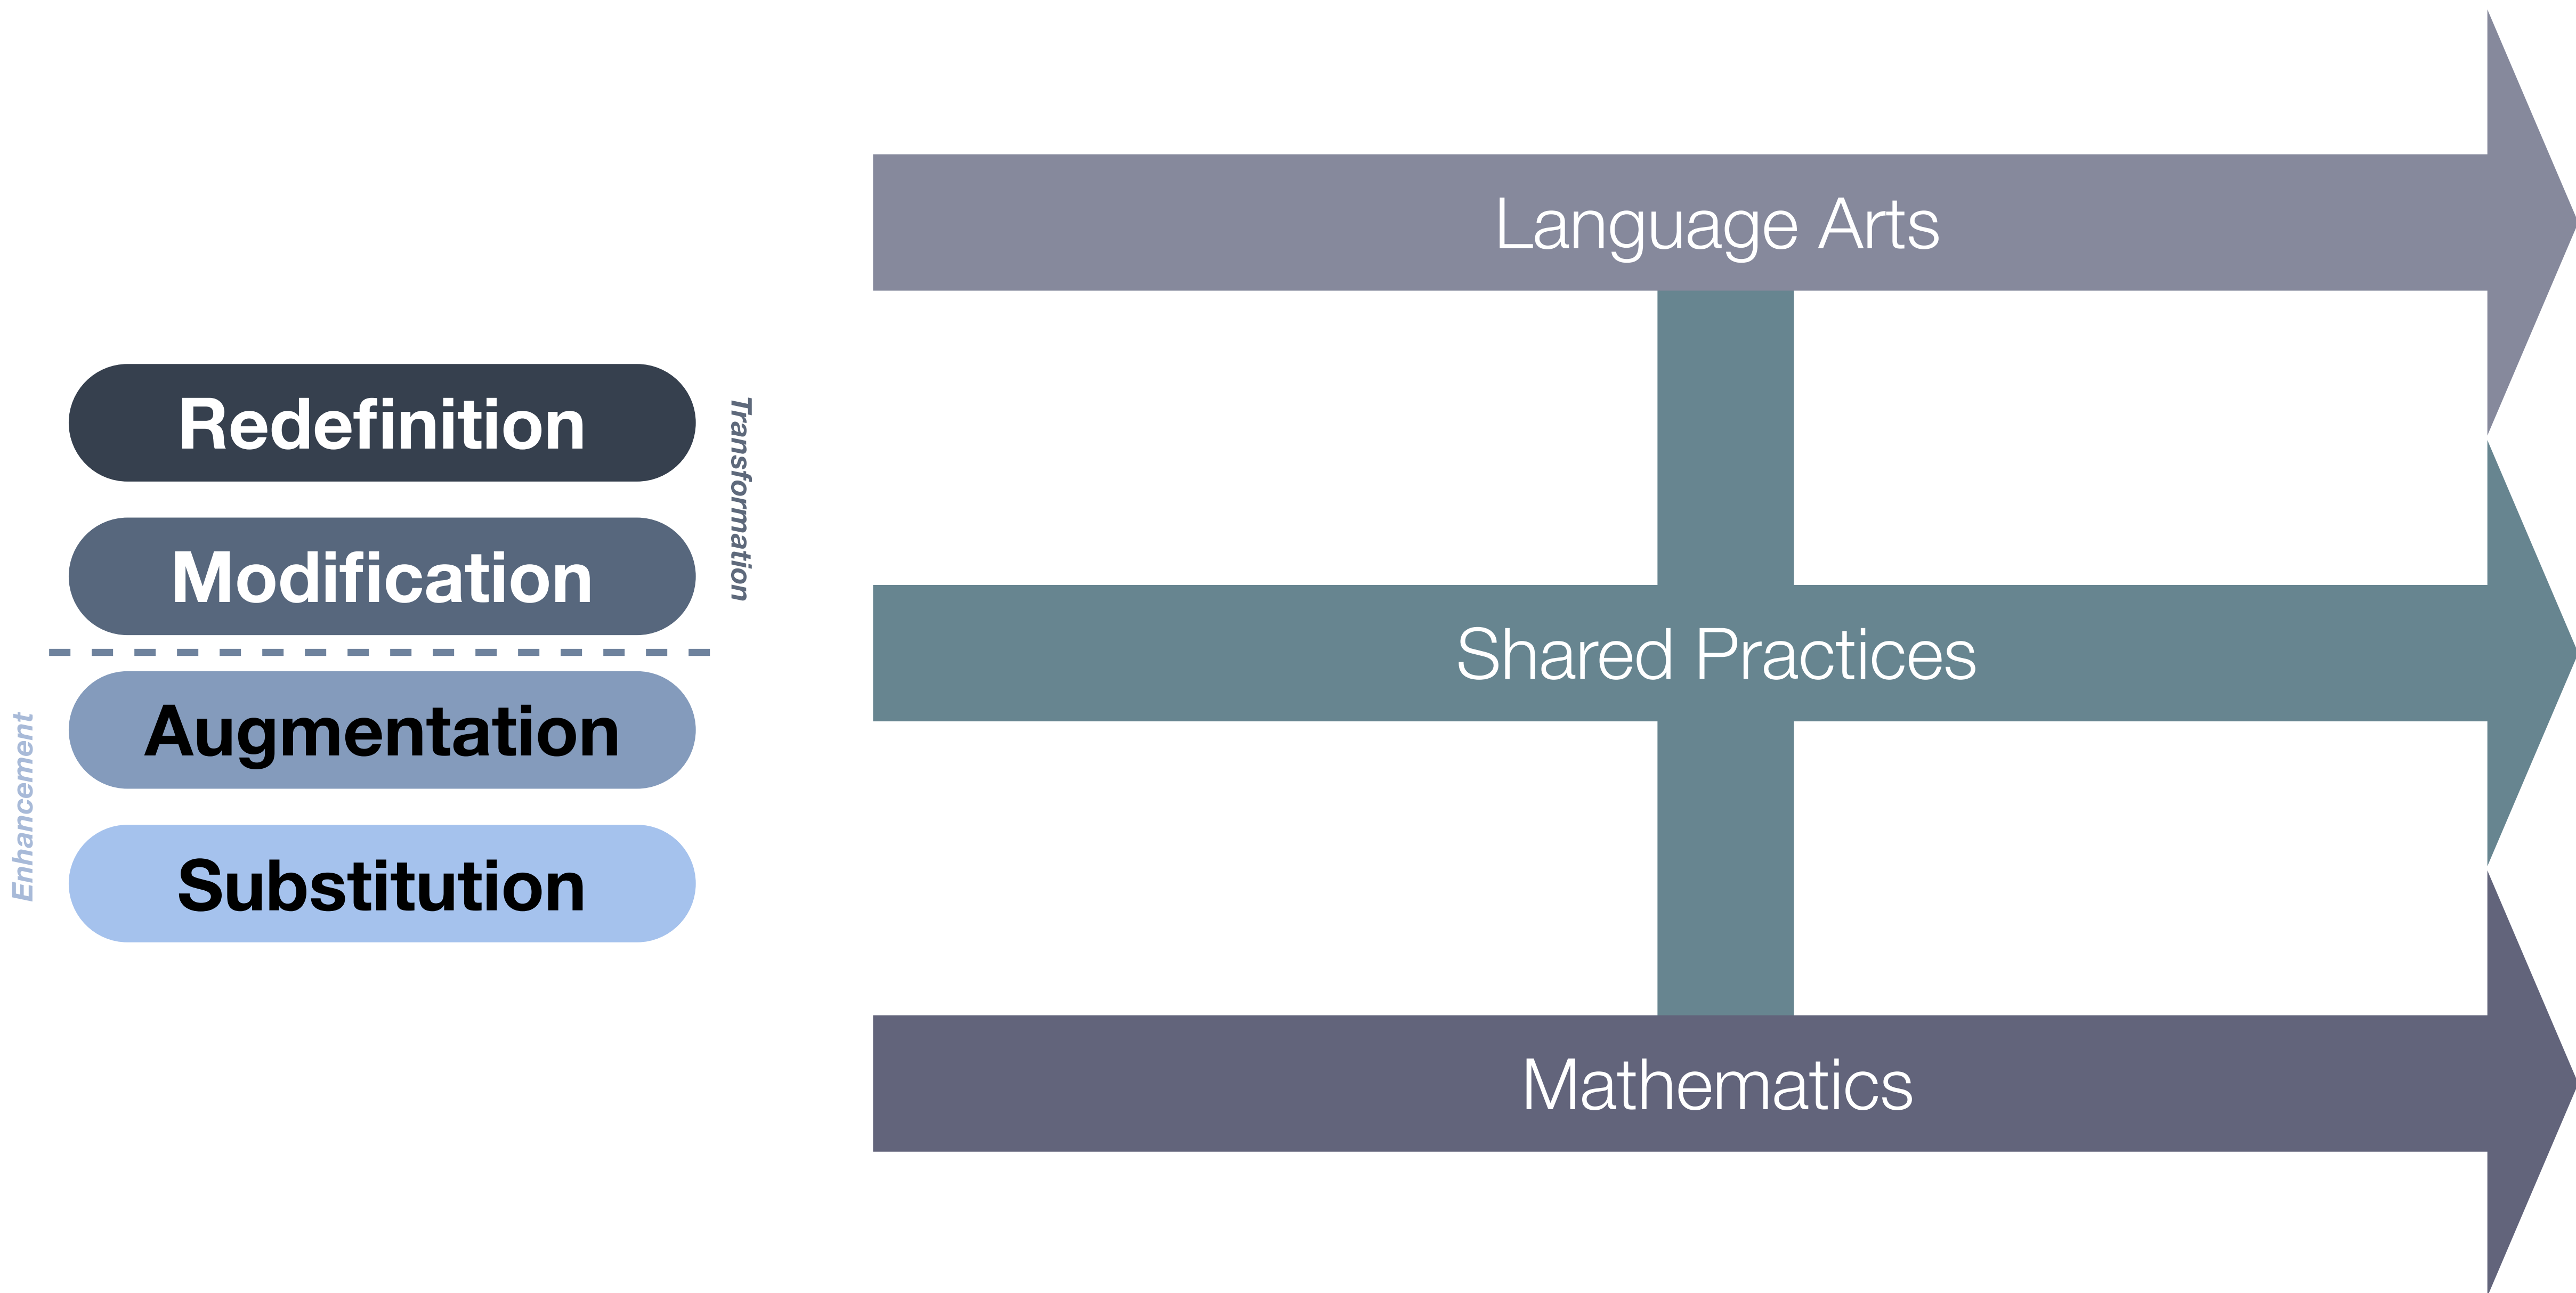 Redefinition
Modification
Transformation
Augmentation
Substitution
Enhancement
Language Arts
Shared Practices
Mathematics